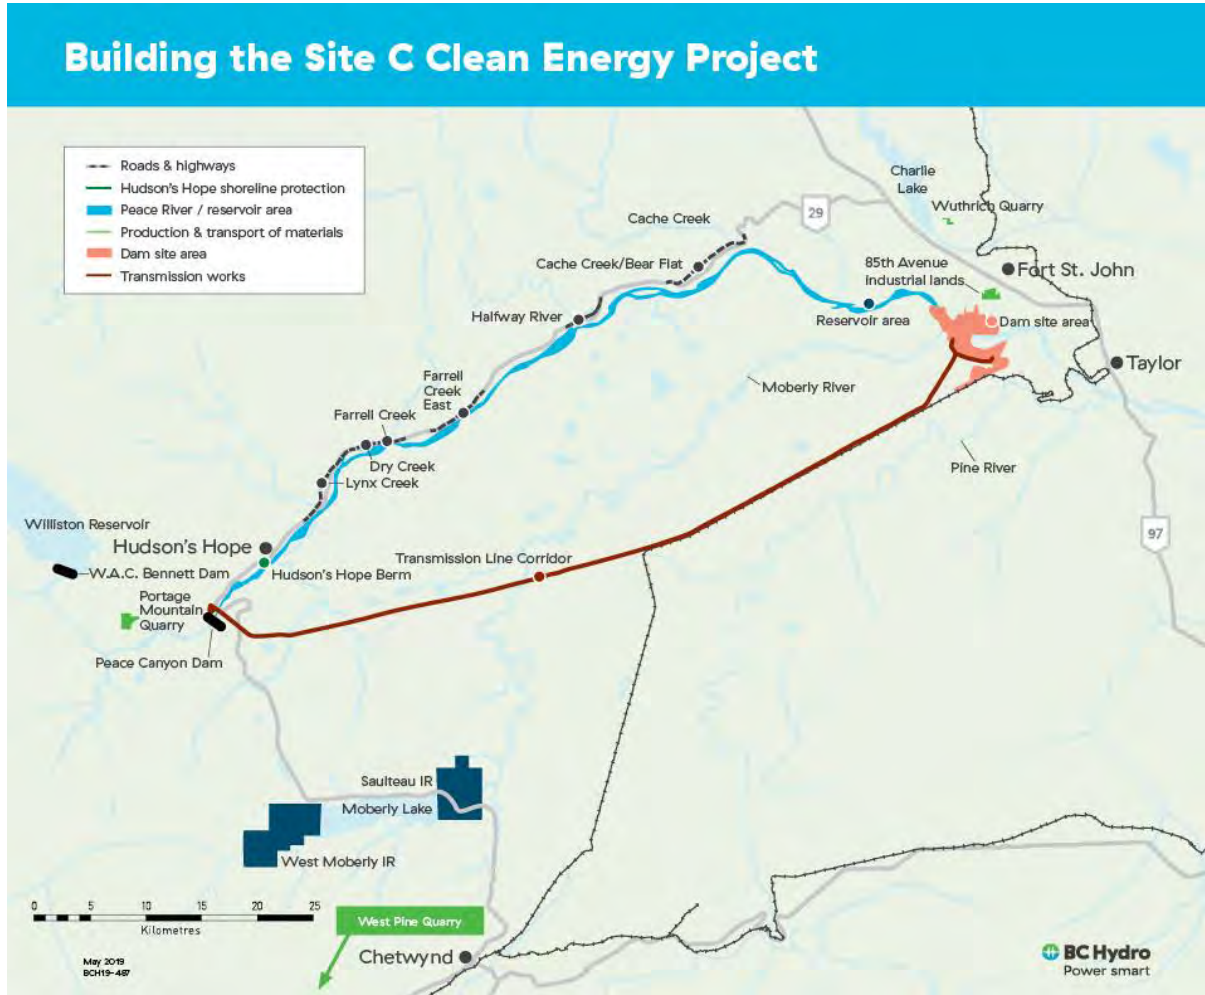 Building the Site C Clean Energy Project
Roads & highways
Hudson's Hope shoreline protection
Peace River / reservoir area
Production & transport of materials
Dam site area
Transmission works
Charlie
Lake
Wuthrich Quarry
29
Cache Creek
Cache Creek/Bear Flat
85th Avenue
industrial lands
Fort St. John
Halfway River
Reservoir area
Dam site area
Taylor
Farrell
Creek
East
Moberly River
Farrell Creek
Dry Creek
Lynx Creek
Pine River
Williston Reservoir
Hudson's Hope
97
Transmission Line Corridor
W.A.C. Bennett Dam
Hudson's Hope Berm
Portage
Mountain
Quarry
Peace Canyon Dam
Saulteau IR
Moberly Lake
West Moberly IR
0 5 10 15 20 25
Kilometres
West Pine Quarry
Chetwynd
May 2019
BCH19-487
BC Hydro
Power smart